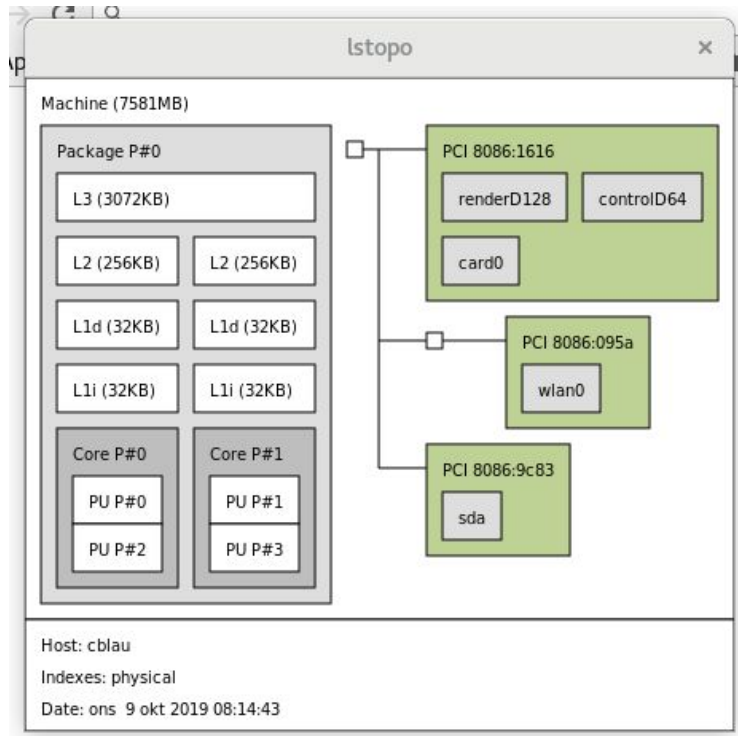 lstopo
×
Ap
Machine (7581MB)
Package P#0
L3 (3072KB)
L2 (256KB) L2 (256KB)
L1d (32KB) L1d (32KB)
L1i (32KB) L1i (32KB)
Core P#0 Core P#1
PU P#0 PU P#1
PU P#2 PU P#3
PCI 8086:1616
renderD128 controlD64
card0
PCI 8086:095a
wlan0
PCI 8086:9c83
sda
Host: cblau
Indexes: physical
Date: ons 9 okt 2019 08:14:43